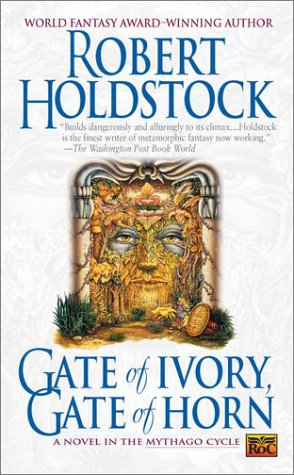 WORLD FANTASY AWARD-WINNING AUTHOR
ROBERT
HOLDSTOCK
"Builds dangerously and alluringly to its climax....Holdstock
is the finest writer of metamorphic fantasy now working."
—The Washington Post Book World
GATE of IVORY,
GATE of HORN
A NOVEL IN THE MYTHAGO CYCLE
ROC